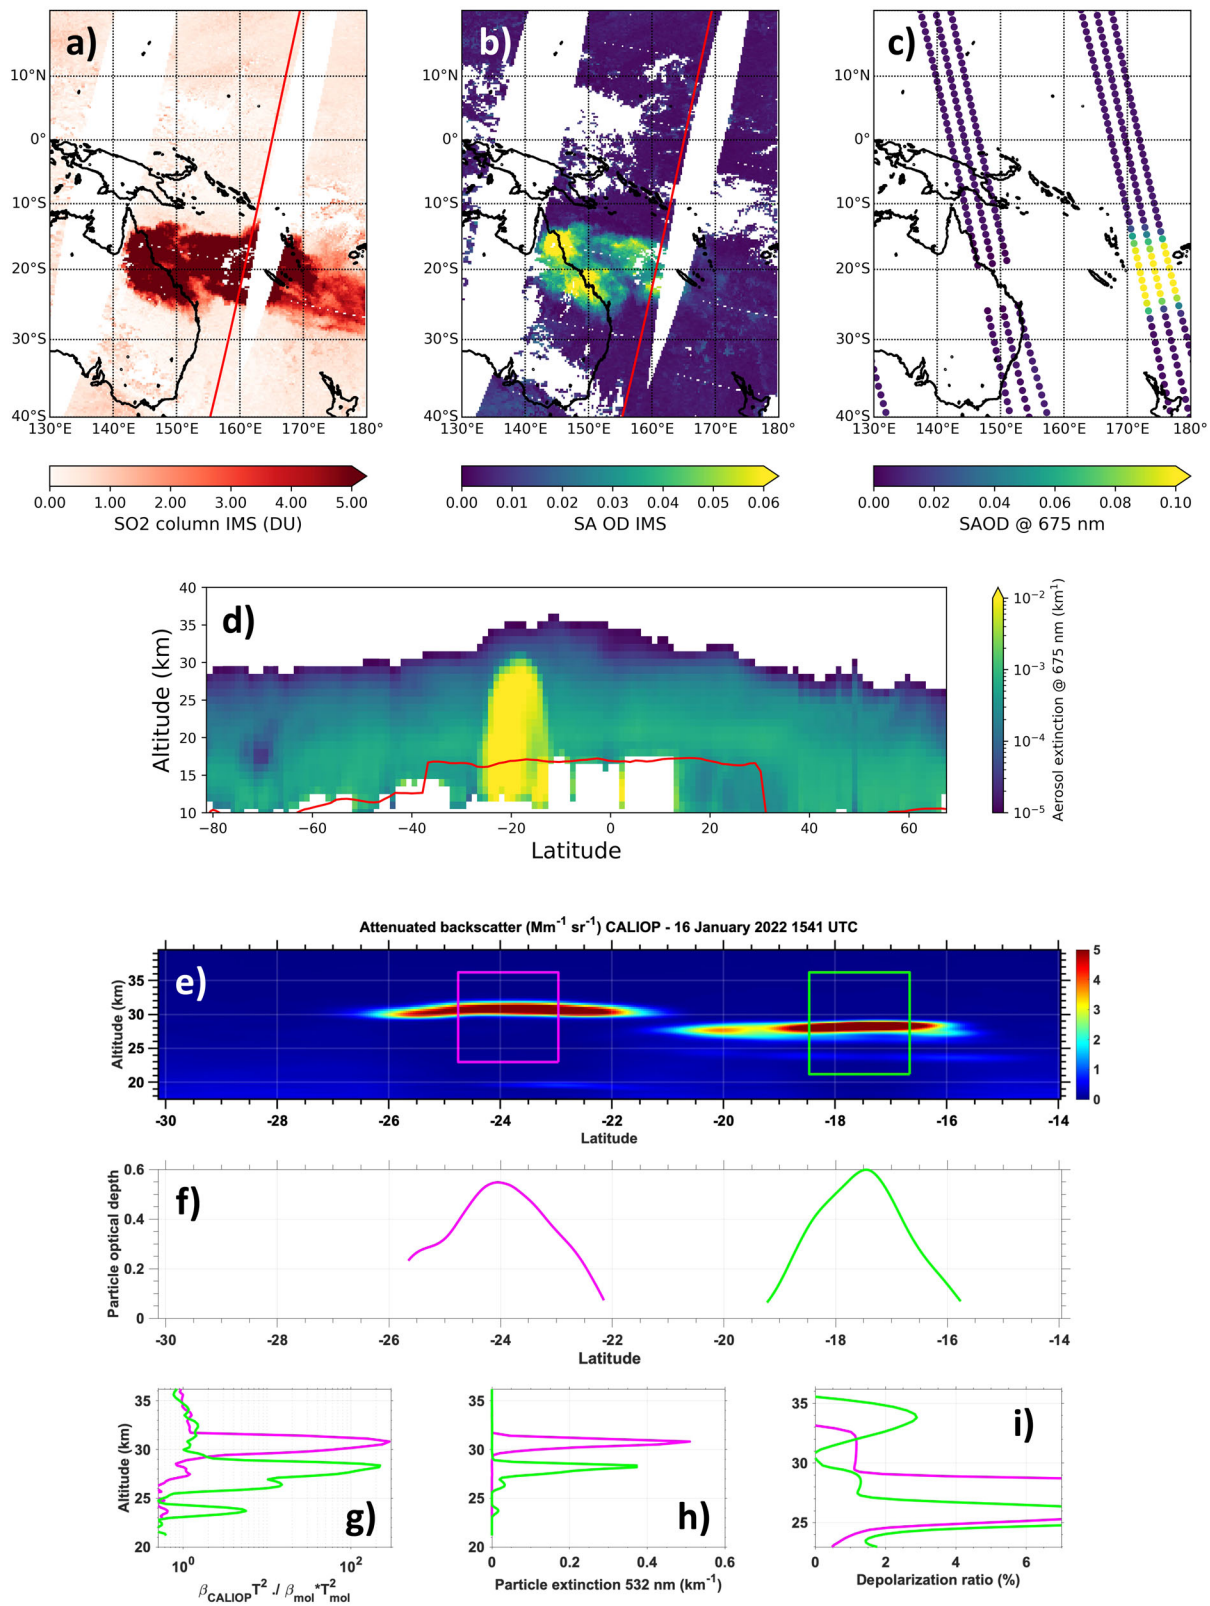 a)
b)
c)
10°N
0°
10°S
20°S
30°S
40°S
130°E 140° 150° 160° 170° 180°
10°N
0°
10°S
20°S
30°S
40°S
130°E 140° 150° 160° 170° 180°
10°N
0°
10°S
20°S
30°S
40°S
130°E 140° 150° 160° 170° 180°
0.00 1.00 2.00 3.00 4.00 5.00
SO2 column IMS (DU)
0.00 0.01 0.02 0.03 0.04 0.05 0.06
SA OD IMS
0.00 0.02 0.04 0.06 0.08 0.10
SAOD @ 675 nm
d)
40
35
30
25
20
15
10
Altitude (km)
−80 −60 −40 −20 0 20 40 60
Latitude
10⁻²
10⁻³
10⁻⁴
10⁻⁵
Aerosol extinction @ 675 nm (km¹)
Attenuated backscatter (Mm⁻¹ sr⁻¹) CALIOP - 16 January 2022 1541 UTC
e)
35
30
25
20
Altitude (km)
-30 -28 -26 -24 -22 -20 -18 -16 -14
Latitude
5
4
3
2
1
0
f)
0.6
0.4
0.2
0
Particle optical depth
-30 -28 -26 -24 -22 -20 -18 -16 -14
Latitude
g)
35
30
25
20
Altitude (km)
10⁰ 10²
β_CALIOP T² ./ β_mol*T²_mol
h)
35
30
25
20
0 0.2 0.4 0.6
Particle extinction 532 nm (km⁻¹)
i)
35
30
25
0 2 4 6
Depolarization ratio (%)